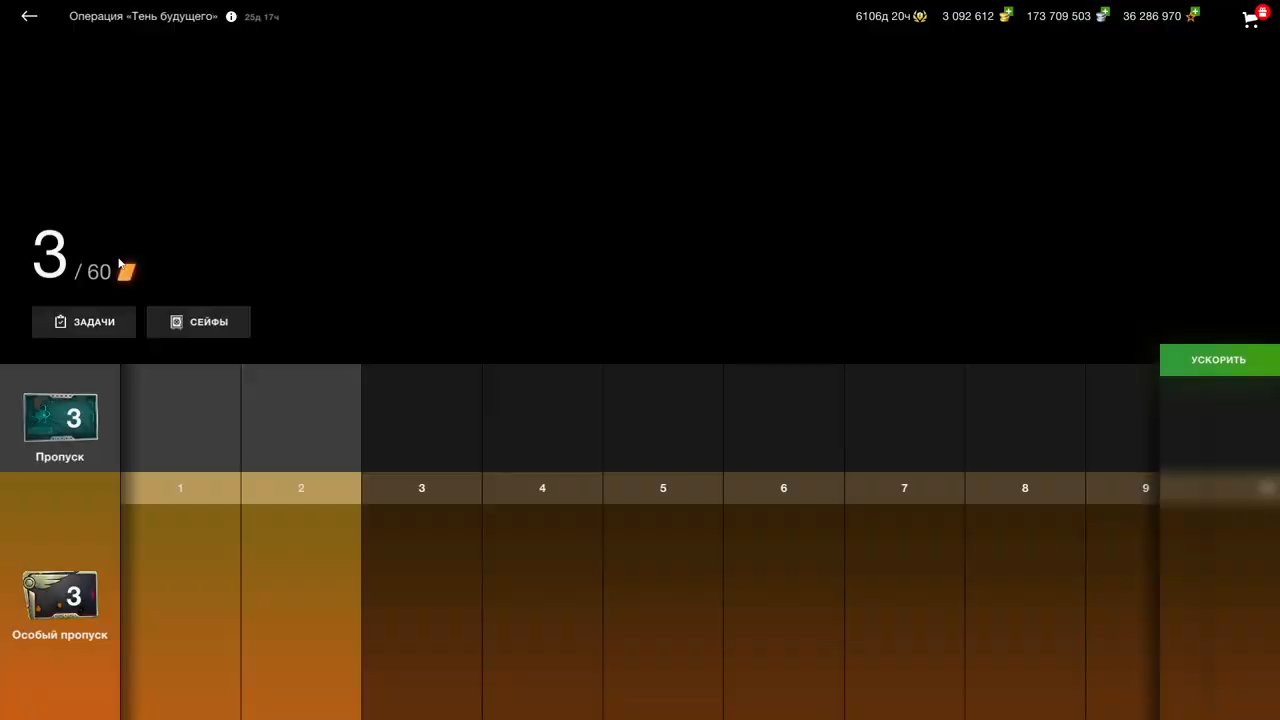 Операция «Тень будущего» 25д 17ч
6106д 20ч 3 092 612 173 709 503 36 286 970
3 / 60
ЗАДАЧИ СЕЙФЫ
УСКОРИТЬ
3
Пропуск
1 2 3 4 5 6 7 8 9
3
Особый пропуск